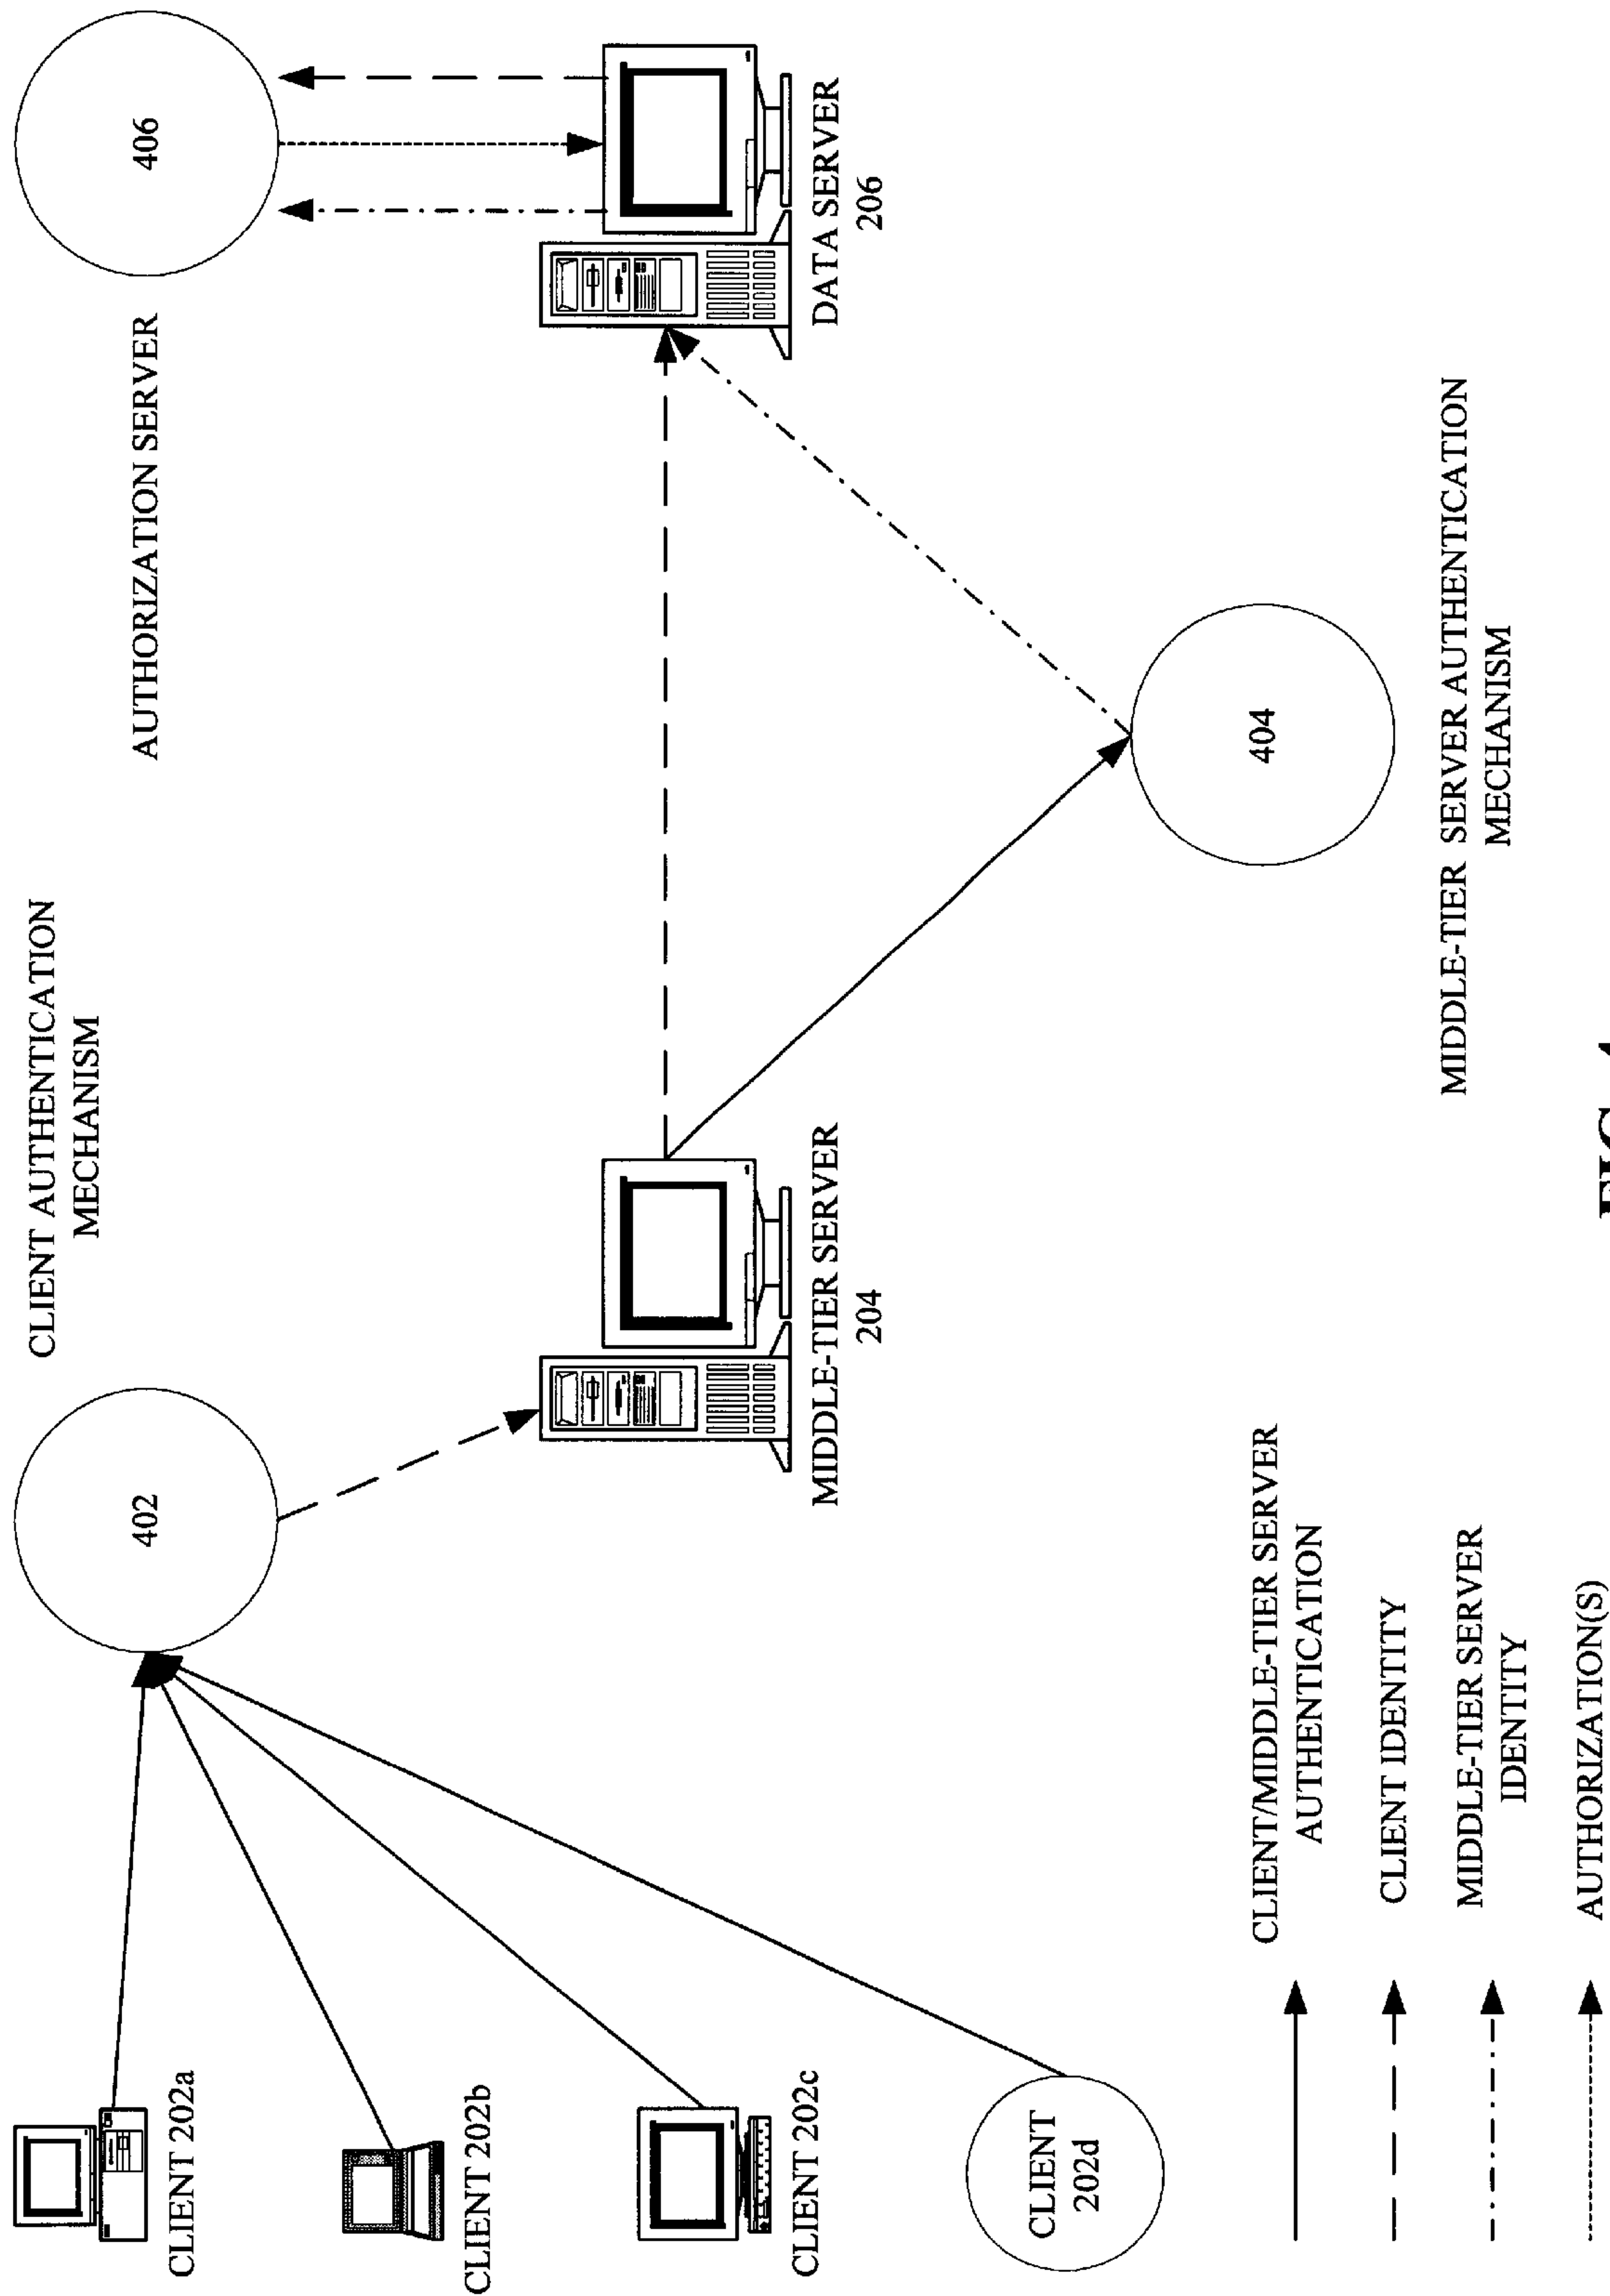 CLIENT AUTHENTICATION
MECHANISM
402
AUTHORIZATION SERVER
406
CLIENT 202a
CLIENT 202b
CLIENT 202c
CLIENT
202d
MIDDLE-TIER SERVER
204
DATA SERVER
206
404
MIDDLE-TIER SERVER AUTHENTICATION
MECHANISM
CLIENT/MIDDLE-TIER SERVER
AUTHENTICATION
CLIENT IDENTITY
MIDDLE-TIER SERVER
IDENTITY
AUTHORIZATION(S)